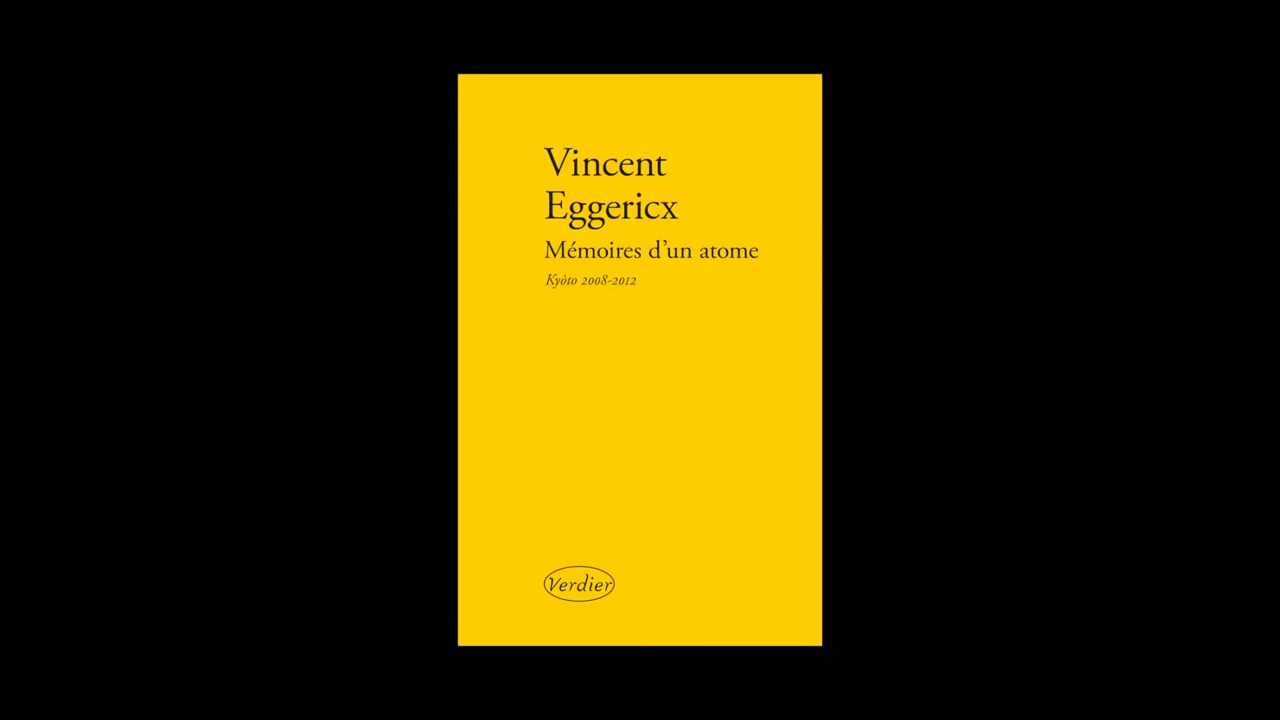 Vincent
Eggericx
Mémoires d’un atome
Kyôto 2008-2012
Verdier